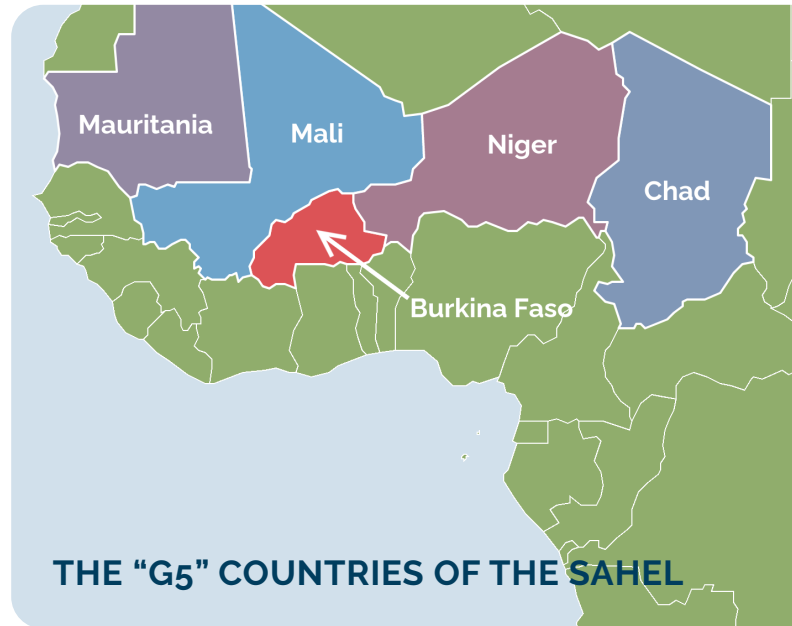 Mauritania
Mali
Niger
Chad
Burkina Faso
THE “G5” COUNTRIES OF THE SAHEL